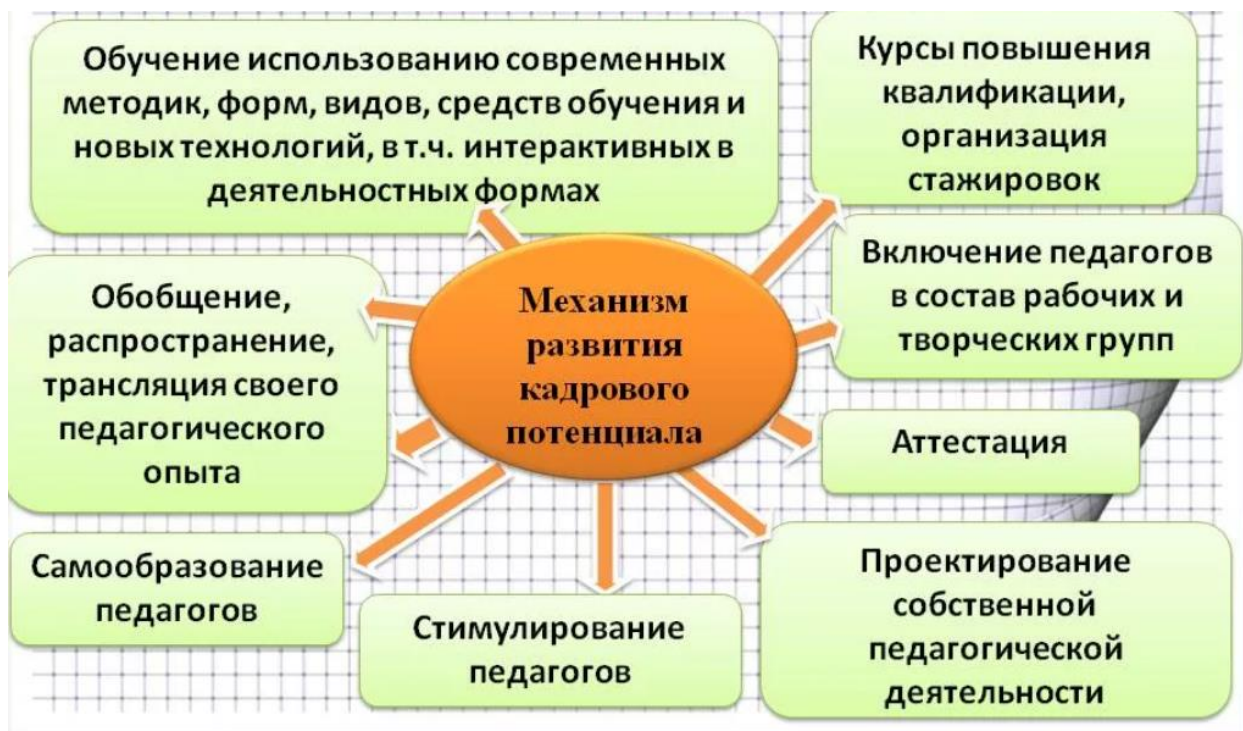 Обучение использованию современных
методик, форм, видов, средств обучения и
новых технологий, в т.ч. интерактивных в
деятельностных формах
Курсы повышения
квалификации,
организация
стажировок
Включение педагогов
в состав рабочих и
творческих групп
Обобщение,
распространение,
трансляция своего
педагогического
опыта
Механизм
развития
кадрового
потенциала
Аттестация
Самообразование
педагогов
Стимулирование
педагогов
Проектирование
собственной
педагогической
деятельности